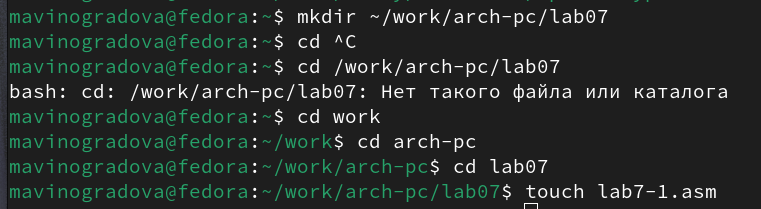 mavinogradova@fedora:~$ mkdir ~/work/arch-pc/lab07
mavinogradova@fedora:~$ cd ^C
mavinogradova@fedora:~$ cd /work/arch-pc/lab07
bash: cd: /work/arch-pc/lab07: Нет такого файла или каталога
mavinogradova@fedora:~$ cd work
mavinogradova@fedora:~/work$ cd arch-pc
mavinogradova@fedora:~/work/arch-pc$ cd lab07
mavinogradova@fedora:~/work/arch-pc/lab07$ touch lab7-1.asm